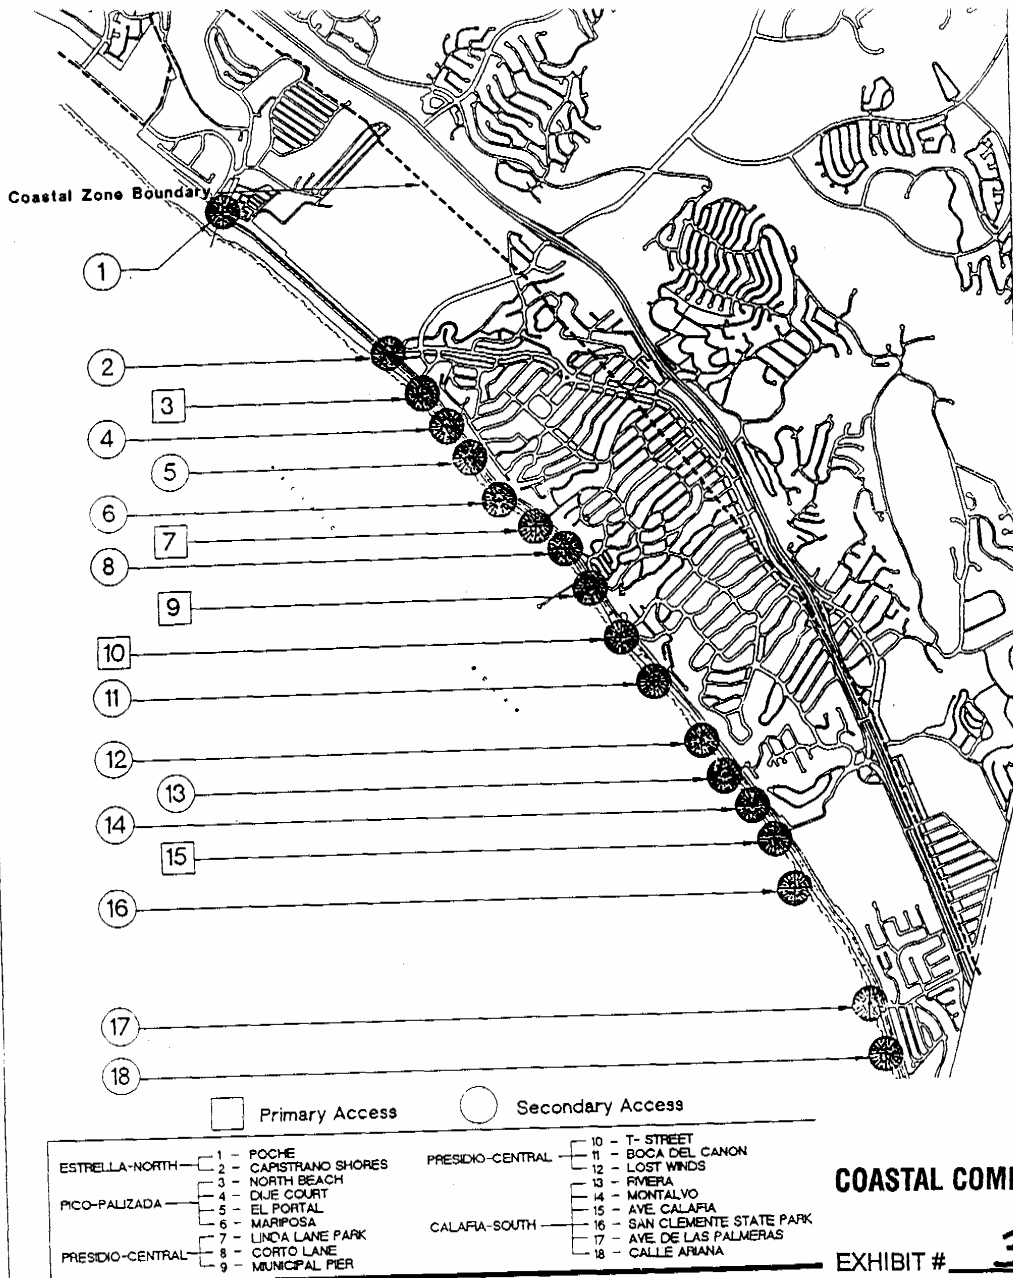 Coastal Zone Boundary
1
2
3
4
5
6
7
8
9
10
11
12
13
14
15
16
17
18
Primary Access
Secondary Access
ESTRELLA-NORTH
1 - POCHE
2 - CAPISTRANO SHORES
PICO-PALIZADA
3 - NORTH BEACH
4 - DIJE COURT
5 - EL PORTAL
6 - MARIPOSA
PRESIDIO-CENTRAL
7 - LINDA LANE PARK
8 - CORTO LANE
9 - MUNICIPAL PIER
PRESIDIO-CENTRAL
10 - T- STREET
11 - BOCA DEL CANON
12 - LOST WINDS
CALAFIA-SOUTH
13 - RIVIERA
14 - MONTALVO
15 - AVE. CALAFIA
16 - SAN CLEMENTE STATE PARK
17 - AVE. DE LAS PALMERAS
18 - CALLE ARIANA
COASTAL COM
EXHIBIT #